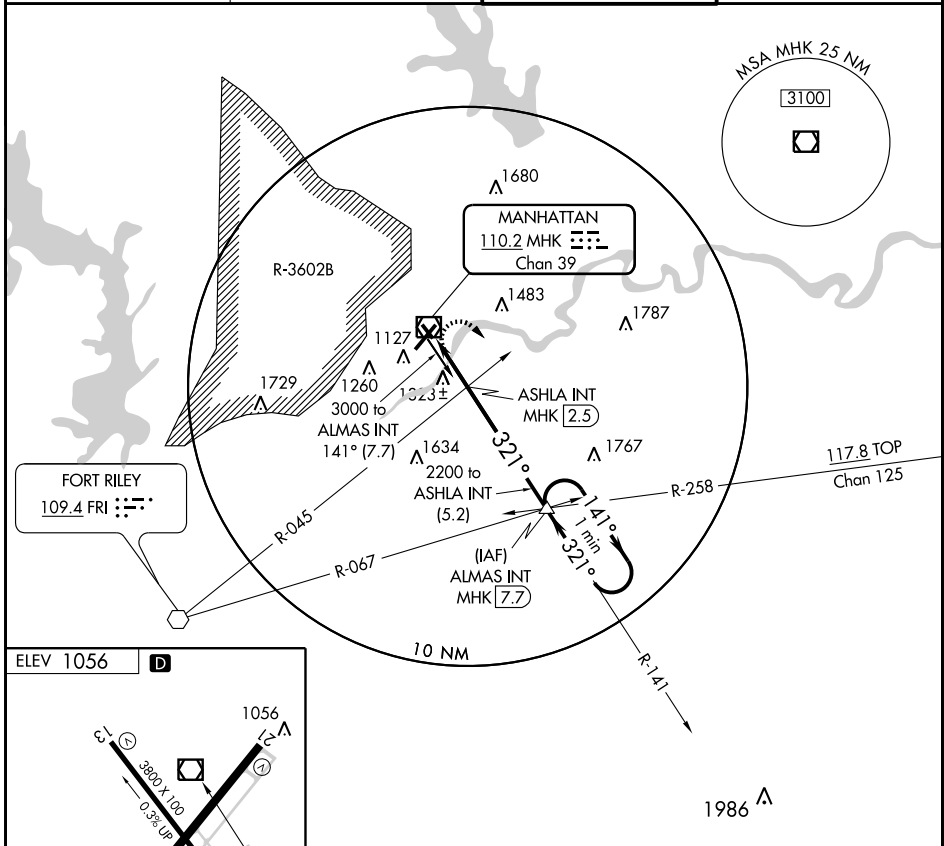 MSA MHK 25 NM
3100
1680
MANHATTAN
110.2 MHK
Chan 39
R-3602B
1483
1787
1127
1260
1323±
1729
3000 to
ALMAS INT
141° (7.7)
ASHLA INT
MHK 2.5
321°
1634
1767
2200 to
ASHLA INT
(5.2)
117.8 TOP
Chan 125
R-258
FORT RILEY
109.4 FRI
R-045
R-067
141°
1 min
321°
(IAF)
ALMAS INT
MHK 7.7
10 NM
R-141
1986
ELEV 1056
D
1056
13
V
21
V
3800 X 100
0.3% UP